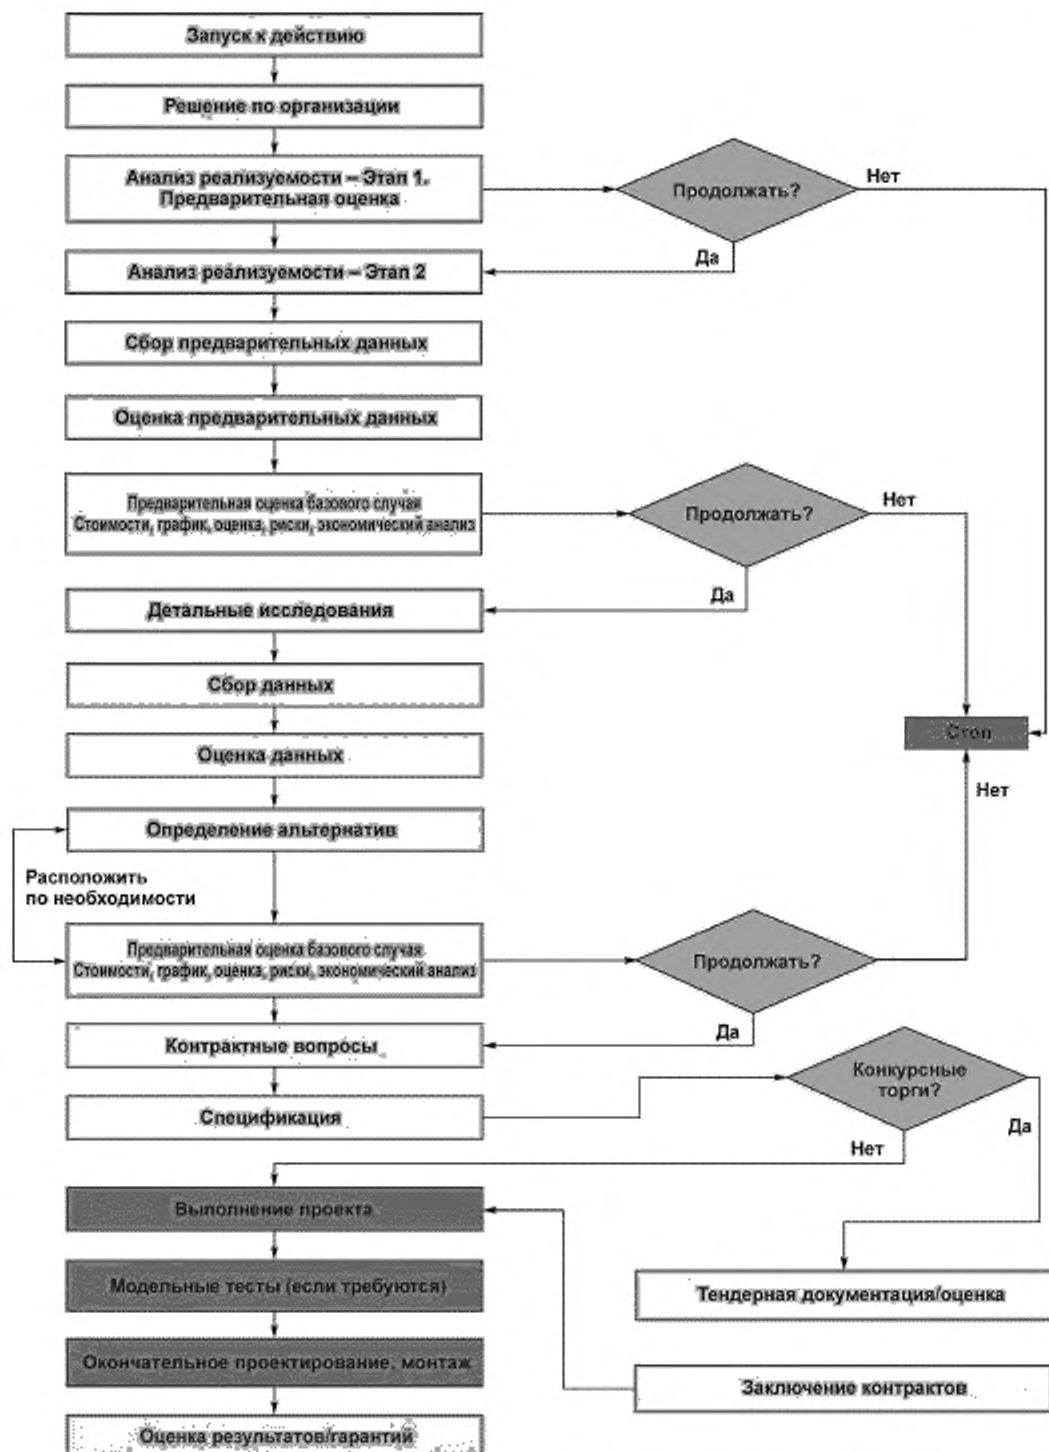 Запуск к действию
Решение по организации
Анализ реализуемости – Этап 1.
Предварительная оценка
Продолжать?
Нет
Да
Анализ реализуемости – Этап 2
Сбор предварительных данных
Оценка предварительных данных
Предварительная оценка базового случая
Стоимости, график, оценка, риски, экономический анализ
Продолжать?
Нет
Да
Детальные исследования
Сбор данных
Оценка данных
Стоп
Нет
Определение альтернатив
Расположить
по необходимости
Предварительная оценка базового случая
Стоимости, график, оценка, риски, экономический анализ
Продолжать?
Да
Контрактные вопросы
Конкурсные
торги?
Да
Нет
Спецификация
Выполнение проекта
Модельные тесты (если требуются)
Тендерная документация/оценка
Окончательное проектирование, монтаж
Заключение контрактов
Оценка результатов/гарантий